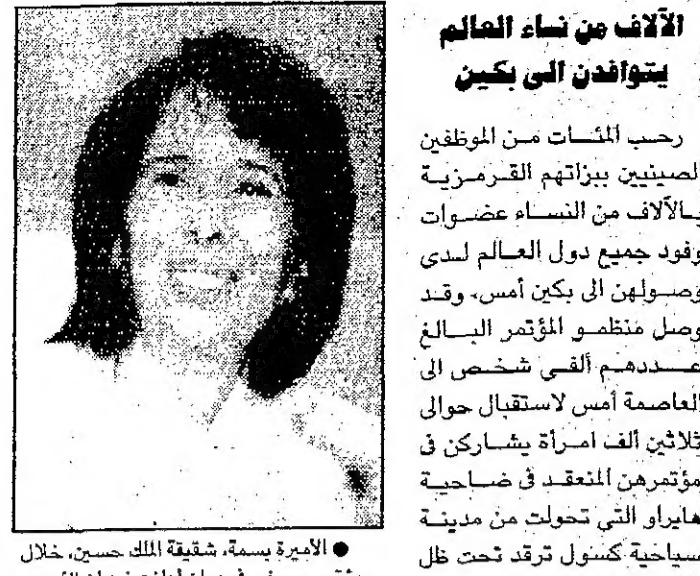 الآلاف من نساء العالم
يتوافدن الى بكين
رحب المئات من الموظفين
الصينيين ببزاتهم القرمزية
بالآلاف من النساء عضوات
وفود جميع دول العالم لدى
وصولهن الى بكين أمس، وقد
وصل منظمو المؤتمر البالغ
عددهم ألفي شخص الى
العاصمة أمس لاستقبال حوالى
ثلاثين ألف امرأة يشاركن في
مؤتمرهن المنعقد في ضاحية
هايراو التي تحولت من مدينة
سياحية كسول ترقد تحت ظل
● الأميرة بسمة، شقيقة الملك حسين، خلال